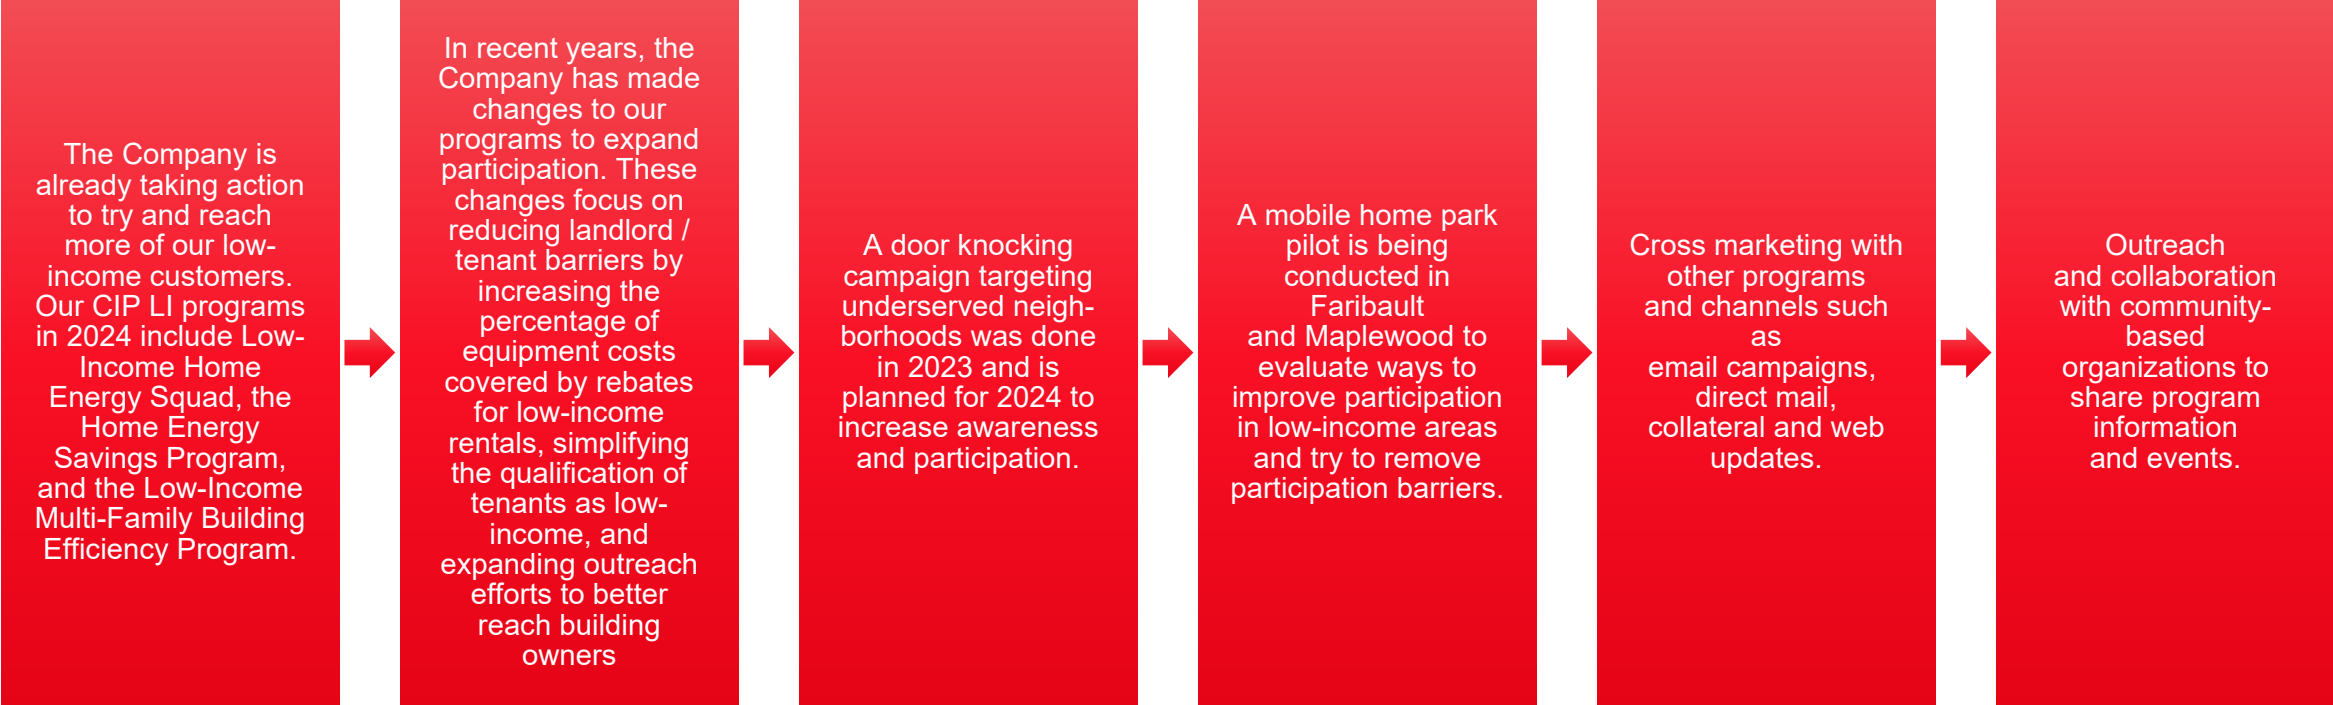 The Company is
already taking action
to try and reach
more of our low-
income customers.
Our CIP LI programs
in 2024 include Low-
Income Home
Energy Squad, the
Home Energy
Savings Program,
and the Low-Income
Multi-Family Building
Efficiency Program.
In recent years, the
Company has made
changes to our
programs to expand
participation. These
changes focus on
reducing landlord /
tenant barriers by
increasing the
percentage of
equipment costs
covered by rebates
for low-income
rentals, simplifying
the qualification of
tenants as low-
income, and
expanding outreach
efforts to better
reach building
owners
A door knocking
campaign targeting
underserved neigh-
borhoods was done
in 2023 and is
planned for 2024 to
increase awareness
and participation.
A mobile home park
pilot is being
conducted in
Faribault
and Maplewood to
evaluate ways to
improve participation
in low-income areas
and try to remove
participation barriers.
Cross marketing with
other programs
and channels such
as
email campaigns,
direct mail,
collateral and web
updates.
Outreach
and collaboration
with community-
based
organizations to
share program
information
and events.